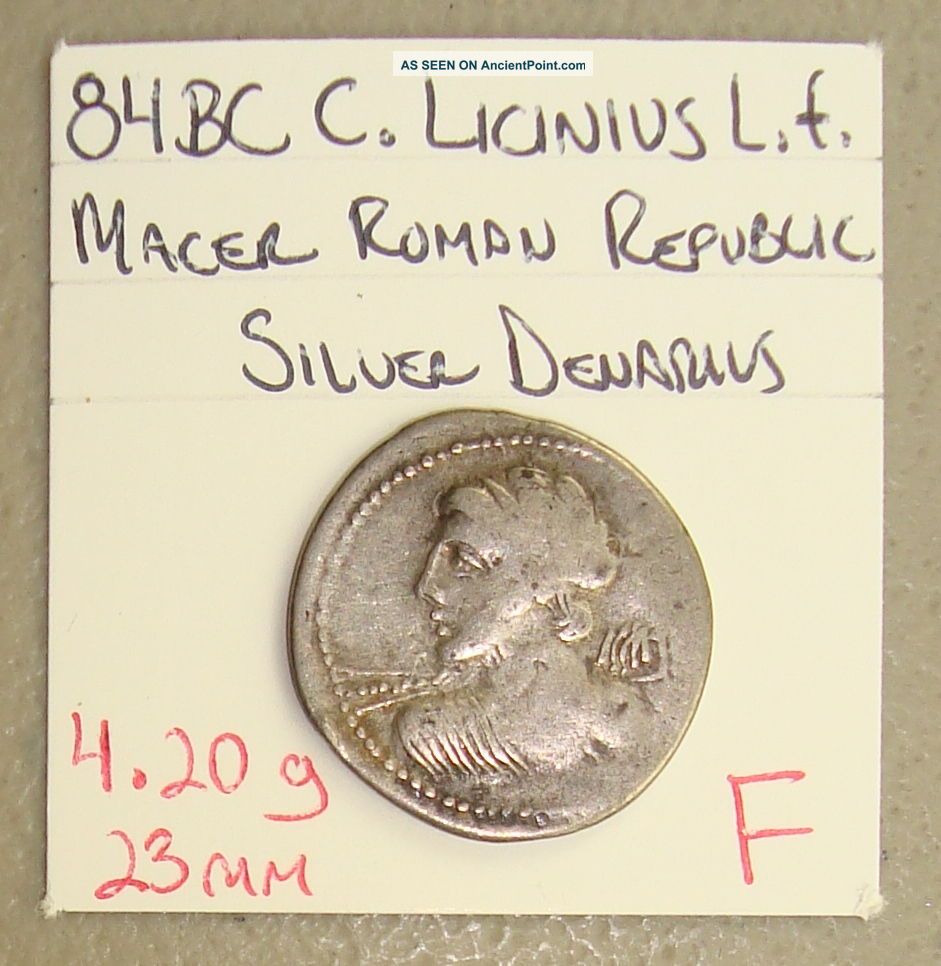 AS SEEN ON AncientPoint.com
84BC C. LICINIUS L.f.
MACER ROMAN REPUBLIC
SILVER DENARIUS
4.20 g
23mm
F